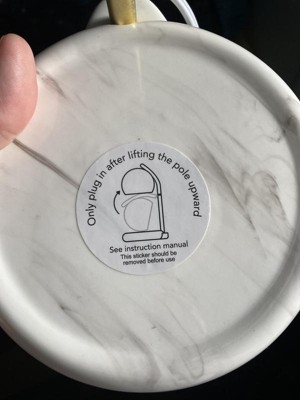 Only plug in after lifting the pole upward
See instruction manual
This sticker should be
removed before use